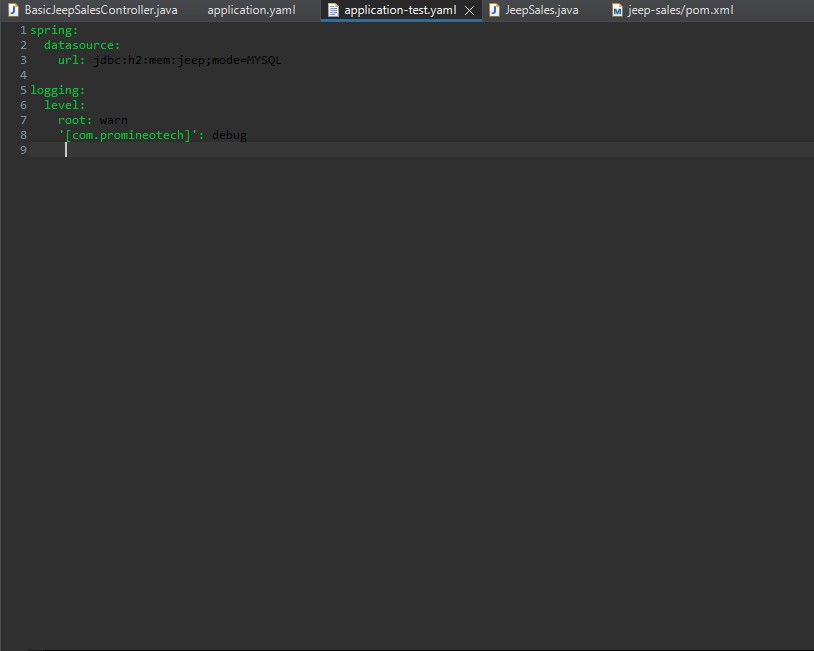 BasicJeepSalesController.java application.yaml application-test.yaml JeepSales.java jeep-sales/pom.xml
1 spring:
2   datasource:
3     url: jdbc:h2:mem:jeep;mode=MYSQL
4
5 logging:
6   level:
7     root: warn
8     '[com.promineotech]': debug
9